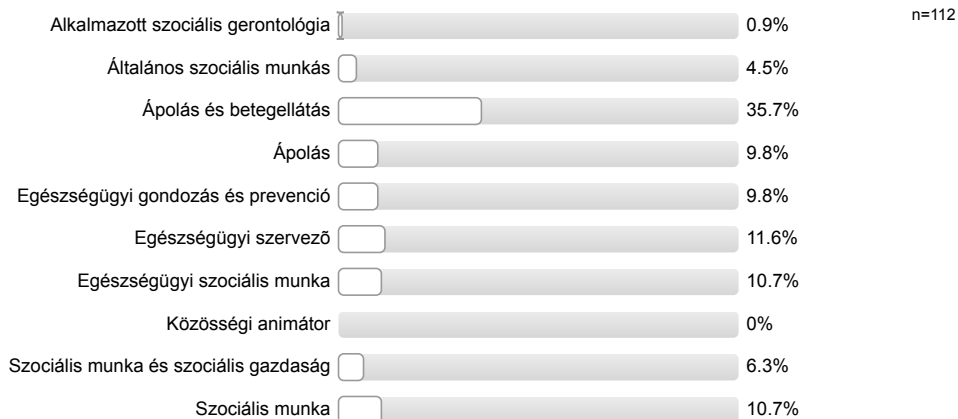 n=112
Alkalmazott szociális gerontológia 0.9%
Általános szociális munkás 4.5%
Ápolás és betegellátás 35.7%
Ápolás 9.8%
Egészségügyi gondozás és prevenció 9.8%
Egészségügyi szervezõ 11.6%
Egészségügyi szociális munka 10.7%
Közösségi animátor 0%
Szociális munka és szociális gazdaság 6.3%
Szociális munka 10.7%